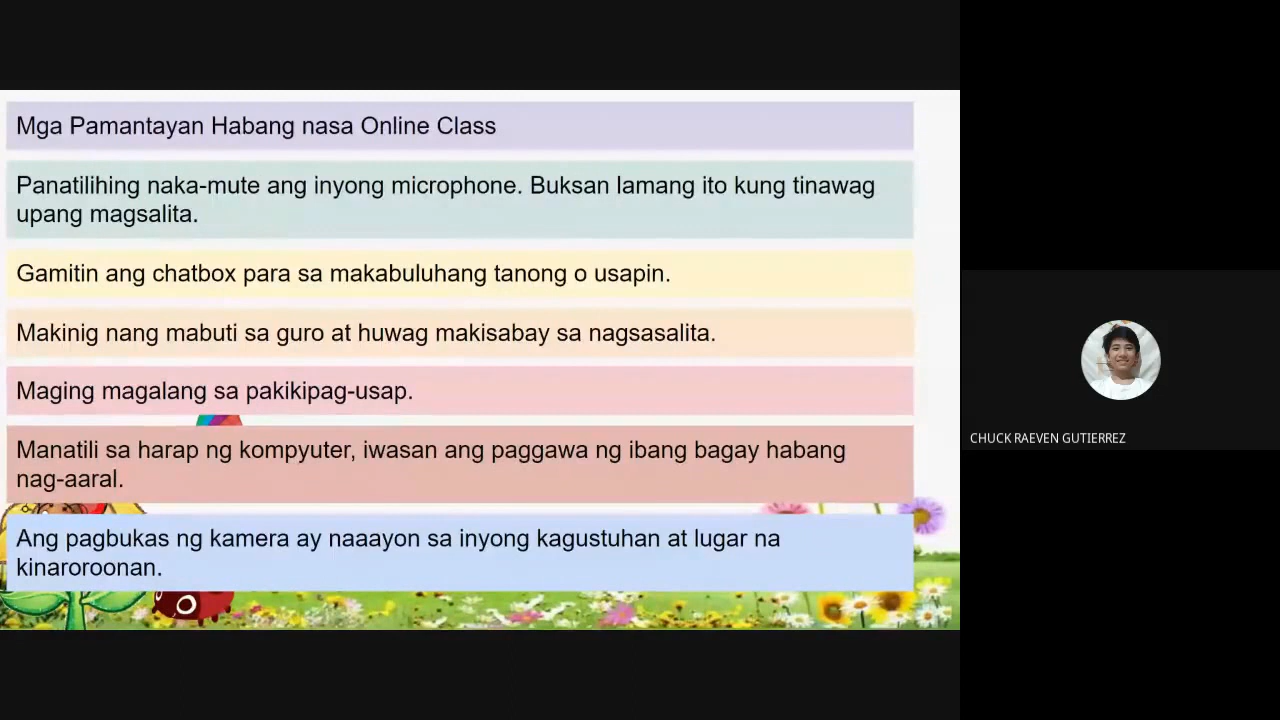 Mga Pamantayan Habang nasa Online Class
Panatilihing naka-mute ang inyong microphone. Buksan lamang ito kung tinawag
upang magsalita.
Gamitin ang chatbox para sa makabuluhang tanong o usapin.
Makinig nang mabuti sa guro at huwag makisabay sa nagsasalita.
Maging magalang sa pakikipag-usap.
Manatili sa harap ng kompyuter, iwasan ang paggawa ng ibang bagay habang
nag-aaral.
Ang pagbukas ng kamera ay naaayon sa inyong kagustuhan at lugar na
kinaroroonan.
CHUCK RAEVEN GUTIERREZ